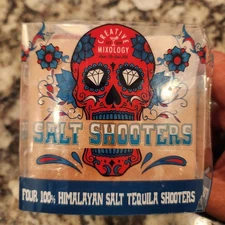 CREATIVE
MIXOLOGY
SALT SHOOTERS
FOUR 100% HIMALAYAN SALT TEQUILA SHOOTERS